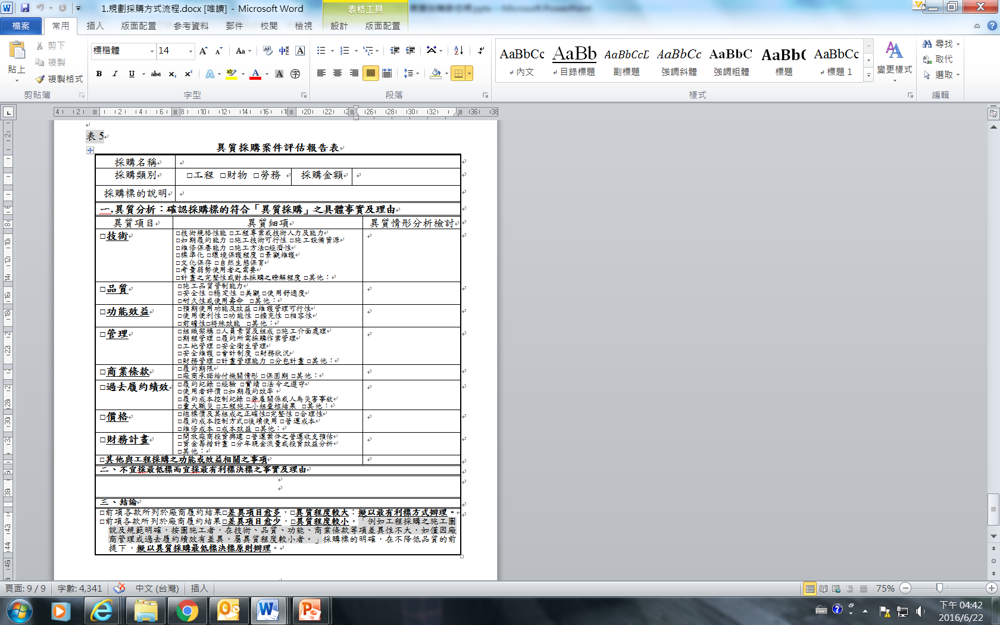 1.規劃採購方式流程.docx [唯讀] - Microsoft Word
表格工具
檔案 常用 插入 版面配置 參考資料 郵件 校閱 檢視 設計 版面配置
貼上
剪下
複製
複製格式
剪貼簿
標楷體 14
字型
段落
AaBbCc AaBb AaBbCcD AaBbCc AaBbC AaBb( AaBbCc
內文 目錄標題 副標題 強調斜體 強調粗體 標題 標題 1
樣式
變更樣式
尋找
取代
選取
編輯
表 5
異質採購案件評估報告表
採購名稱
採購類別 □工程 □財物 □勞務 採購金額
採購標的說明
一.異質分析：確認採購標的符合「異質採購」之具體事實及理由
異質項目 異質細項 異質情形分析檢討
□技術
□技術規格性能 □工程專業或技術人力及能力
□如期履約能力 □施工技術可行性 □施工設備資源
□維修保養能力 □施工方法□經濟性
□標準化 □環境保護程度 □景觀維護
□文化保存 □自然生態保育
□考量弱勢使用者之需要
□計畫之完整性或對本採購之瞭解程度 □其他：
□品質
□施工品質管制能力
□安全性 □穩定性 □美觀 □使用舒適度
□耐久性或使用壽命 □其他：
□功能效益
□預期使用功能及效益 □維護管理可行性
□使用便利性 □功能性 □擴充性 □相容性
□前瞻性□特殊效能 □其他：
□管理
□組織架構 □人員素質及組成 □施工介面處理
□期程管理 □履約所需採購作業管理
□工地管理 □安全衛生管理
□安全維護 □會計制度 □財務狀況
□財務管理 □計畫管理能力 □分包計畫 □其他：
□商業條款
□履約期限
□廠商承諾給付機關情形 □保固期 □其他：
□過去履約績效
□履約紀錄 □經驗 □實績 □法令之遵守
□使用者評價 □如期履約效率
□履約成本控制紀錄 □勞雇關係或人為災害事故
□重大職災 □工程施工小組查核結果 □其他：
□價格
□總標價及其組成之正確性□完整性 □合理性
□履約成本控制方式□後續使用 □營運成本
□維修成本 □成本效益 □其他：
□財務計畫
□開放廠商投資興建 □營運案件之營運收支預估
□資金籌措計畫 □分年現金流量或投資效益分析
□其他：
□其他與工程採購之功能或效益相關之事項
二、不宜採最低標而宜採最有利標決標之事實及理由
三、結論
□前項各款所列於廠商履約結果□差異項目愈多，□異質程度較大；擬以最有利標方式辦理。
□前項各款所列於廠商履約結果□差異項目愈少，□異質程度較小。「例如工程採購之施工圖
說及規範明確，按圖施工者，在技術、品質、功能、商業條款等項差異性不大，如僅因廠
商管理或過去履約績效有差異，屬異質程度較小者。」採購標的明確，在不降低品質的前
提下，擬以異質採購最低標決標原則辦理。
頁面: 9 / 9 字數: 4,341 中文 (台灣) 插入 75%
下午 04:42
2016/6/22